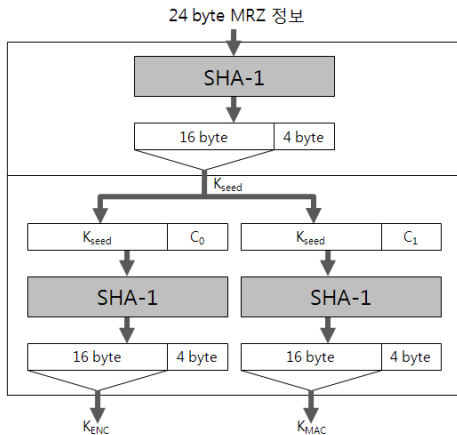 24 byte MRZ 정보
SHA-1
16 byte 4 byte
Kseed
Kseed C0 Kseed C1
SHA-1 SHA-1
16 byte 4 byte 16 byte 4 byte
KENC KMAC